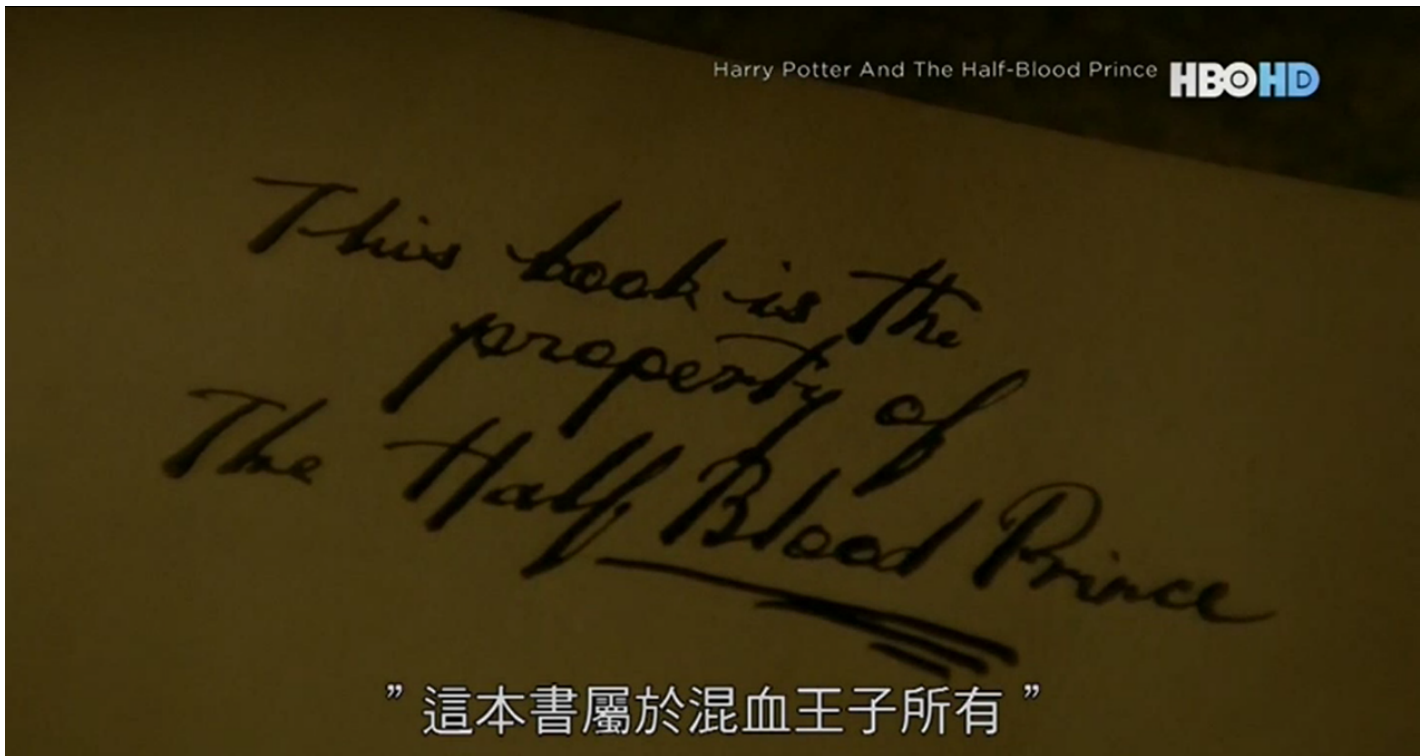 Harry Potter And The Half-Blood Prince HBOHD
This book is the
property of
The Half Blood Prince
” 這本書屬於混血王子所有 ”